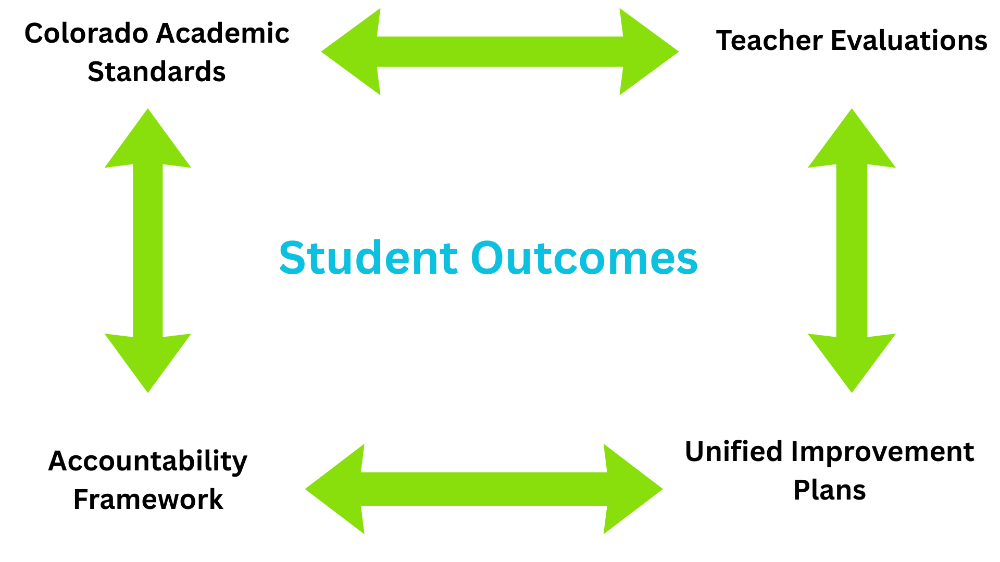 Colorado Academic
Standards
Teacher Evaluations
Student Outcomes
Accountability
Framework
Unified Improvement
Plans